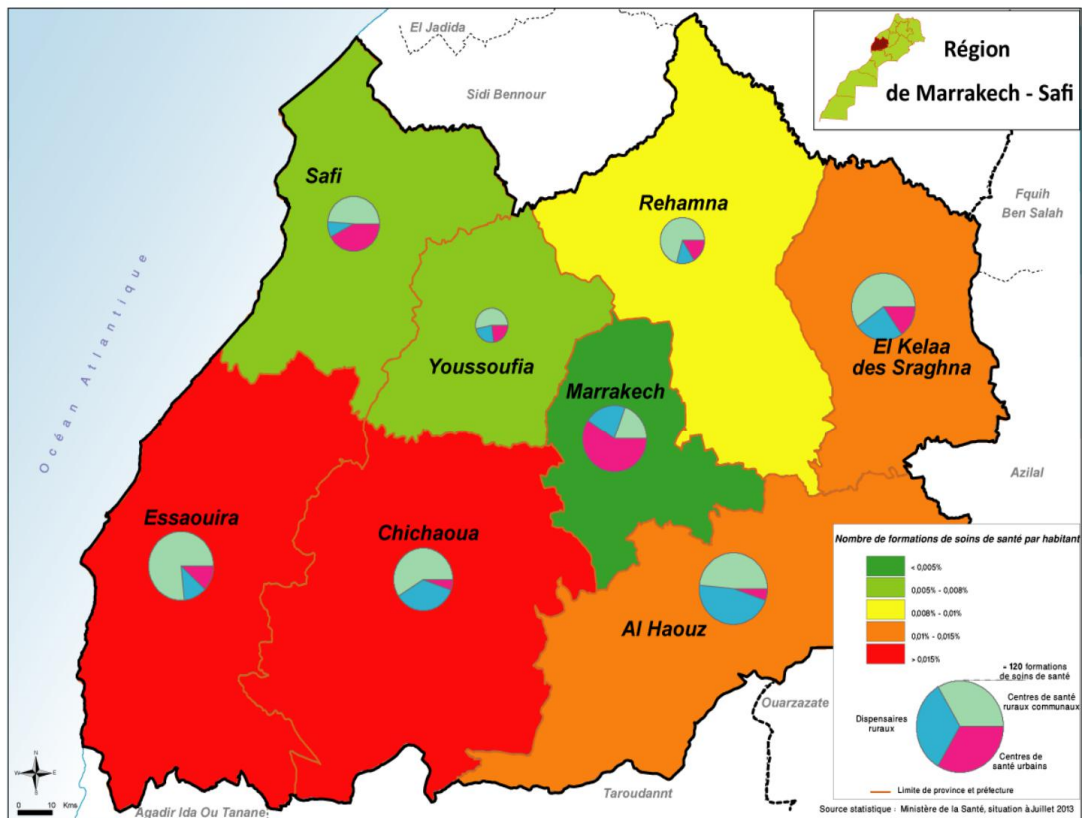 El Jadida
Sidi Bennour
Région
de Marrakech - Safi
Safi
Rehamna
Fquih
Ben Salah
Océan Atlantique
Youssoufia
El Kelaa
des Sraghna
Marrakech
Azilal
Essaouira
Chichaoua
Al Haouz
Nombre de formations de soins de santé par habitant
< 0,005%
0,005% - 0,008%
0,008% - 0,01%
0,01% - 0,015%
> 0,015%
= 120 formations
de soins de santé
Centres de santé
ruraux communaux
Dispensaires
ruraux
Centres de
santé urbains
Limite de province et préfecture
Ouarzazate
Taroudannt
Agadir Ida Ou Tanane
N
W E
S
0 10 Kms
Source statistique : Ministère de la Santé, situation à Juillet 2013